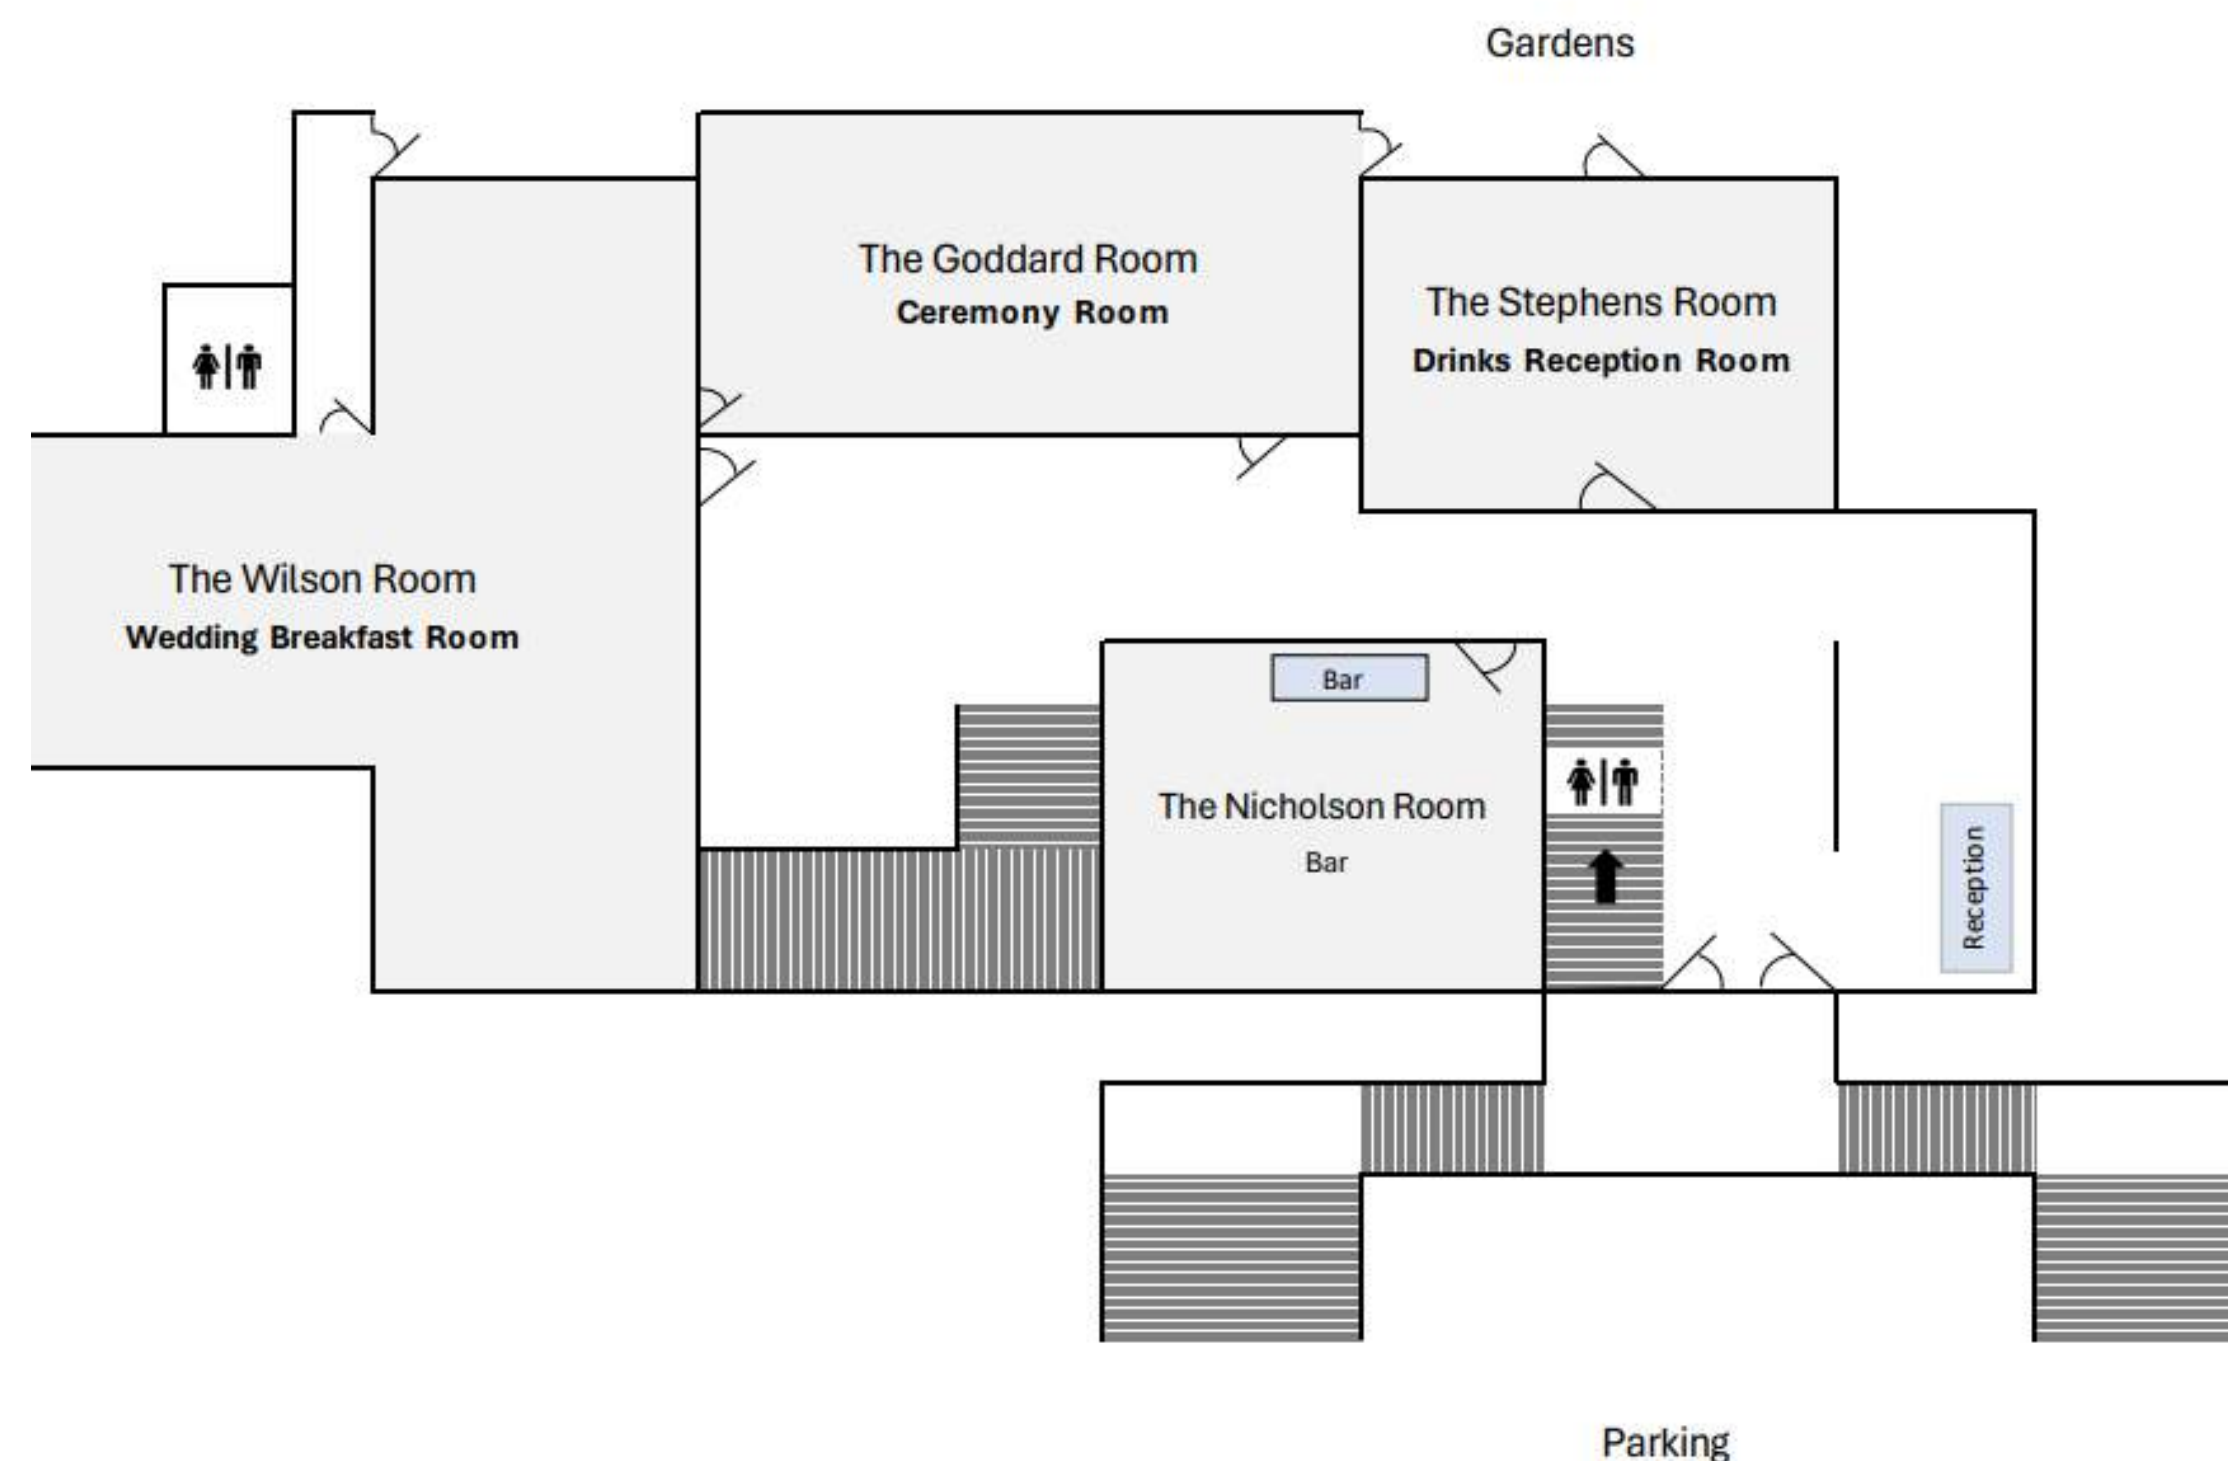 Gardens
The Goddard Room
Ceremony Room
The Stephens Room
Drinks Reception Room
The Wilson Room
Wedding Breakfast Room
Bar
The Nicholson Room
Bar
Reception
Parking